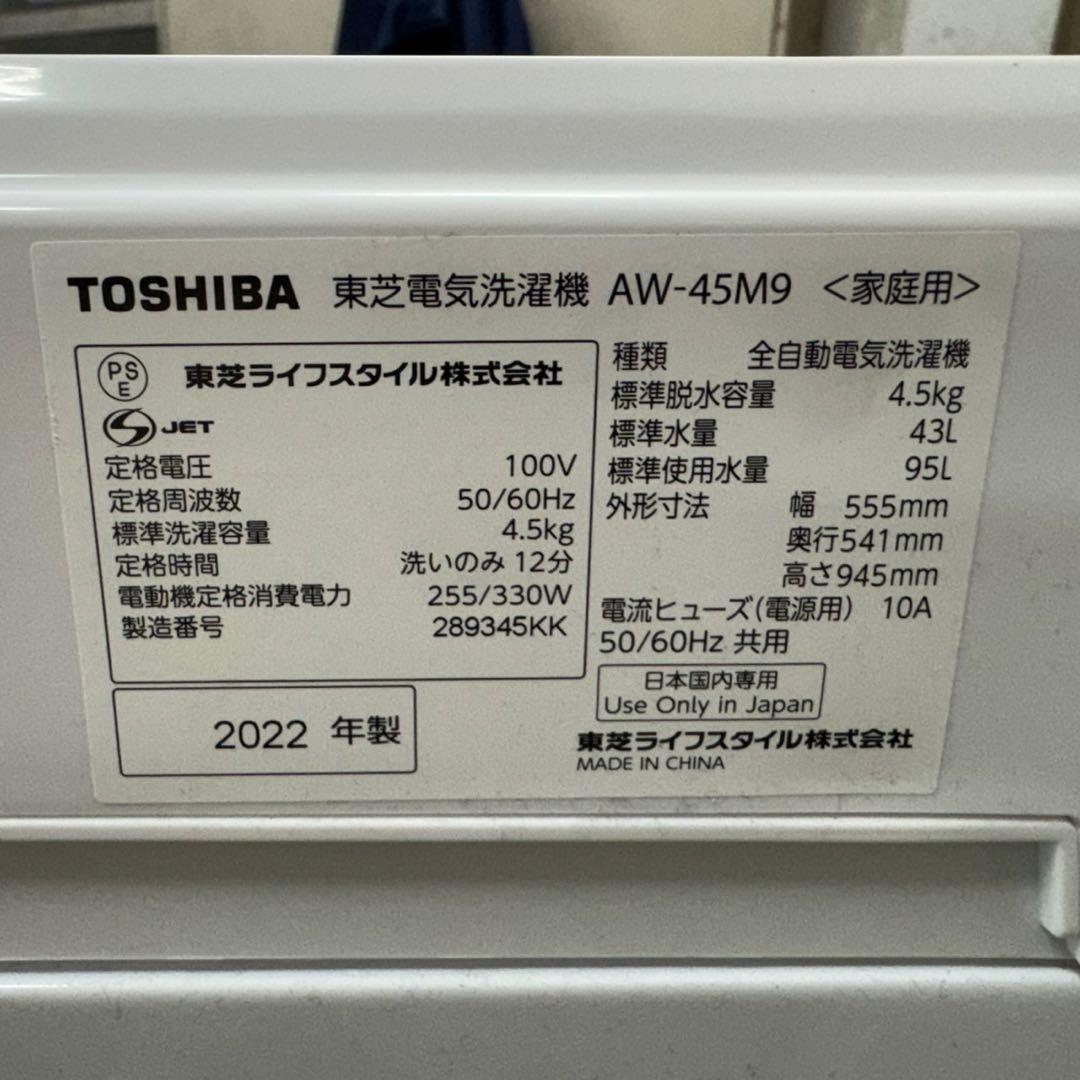 TOSHIBA 東芝電気洗濯機 AW-45M9 <家庭用>
PS E 東芝ライフスタイル株式会社
JET
定格電圧 100V
定格周波数 50/60Hz
標準洗濯容量 4.5kg
定格時間 洗いのみ 12分
電動機定格消費電力 255/330W
製造番号 289345KK
2022 年製
種類 全自動電気洗濯機
標準脱水容量 4.5kg
標準水量 43L
標準使用水量 95L
外形寸法 幅 555mm
奥行541mm
高さ945mm
電流ヒューズ(電源用) 10A
50/60Hz 共用
日本国内専用
Use Only in Japan
東芝ライフスタイル株式会社
MADE IN CHINA